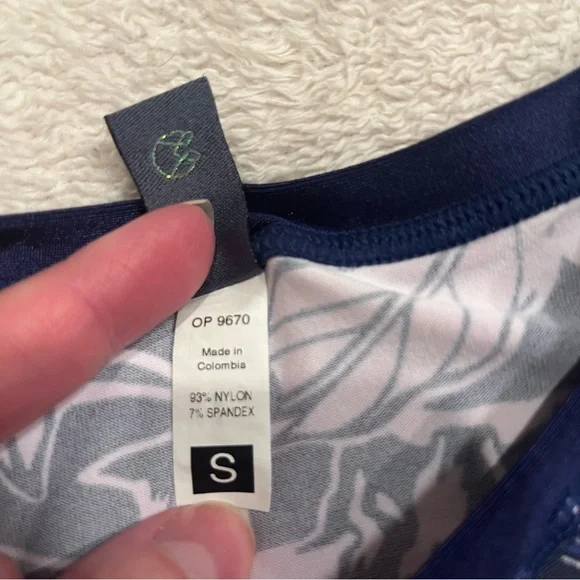 OP 9670
Made in
Colombia
93% NYLON
7% SPANDEX
S